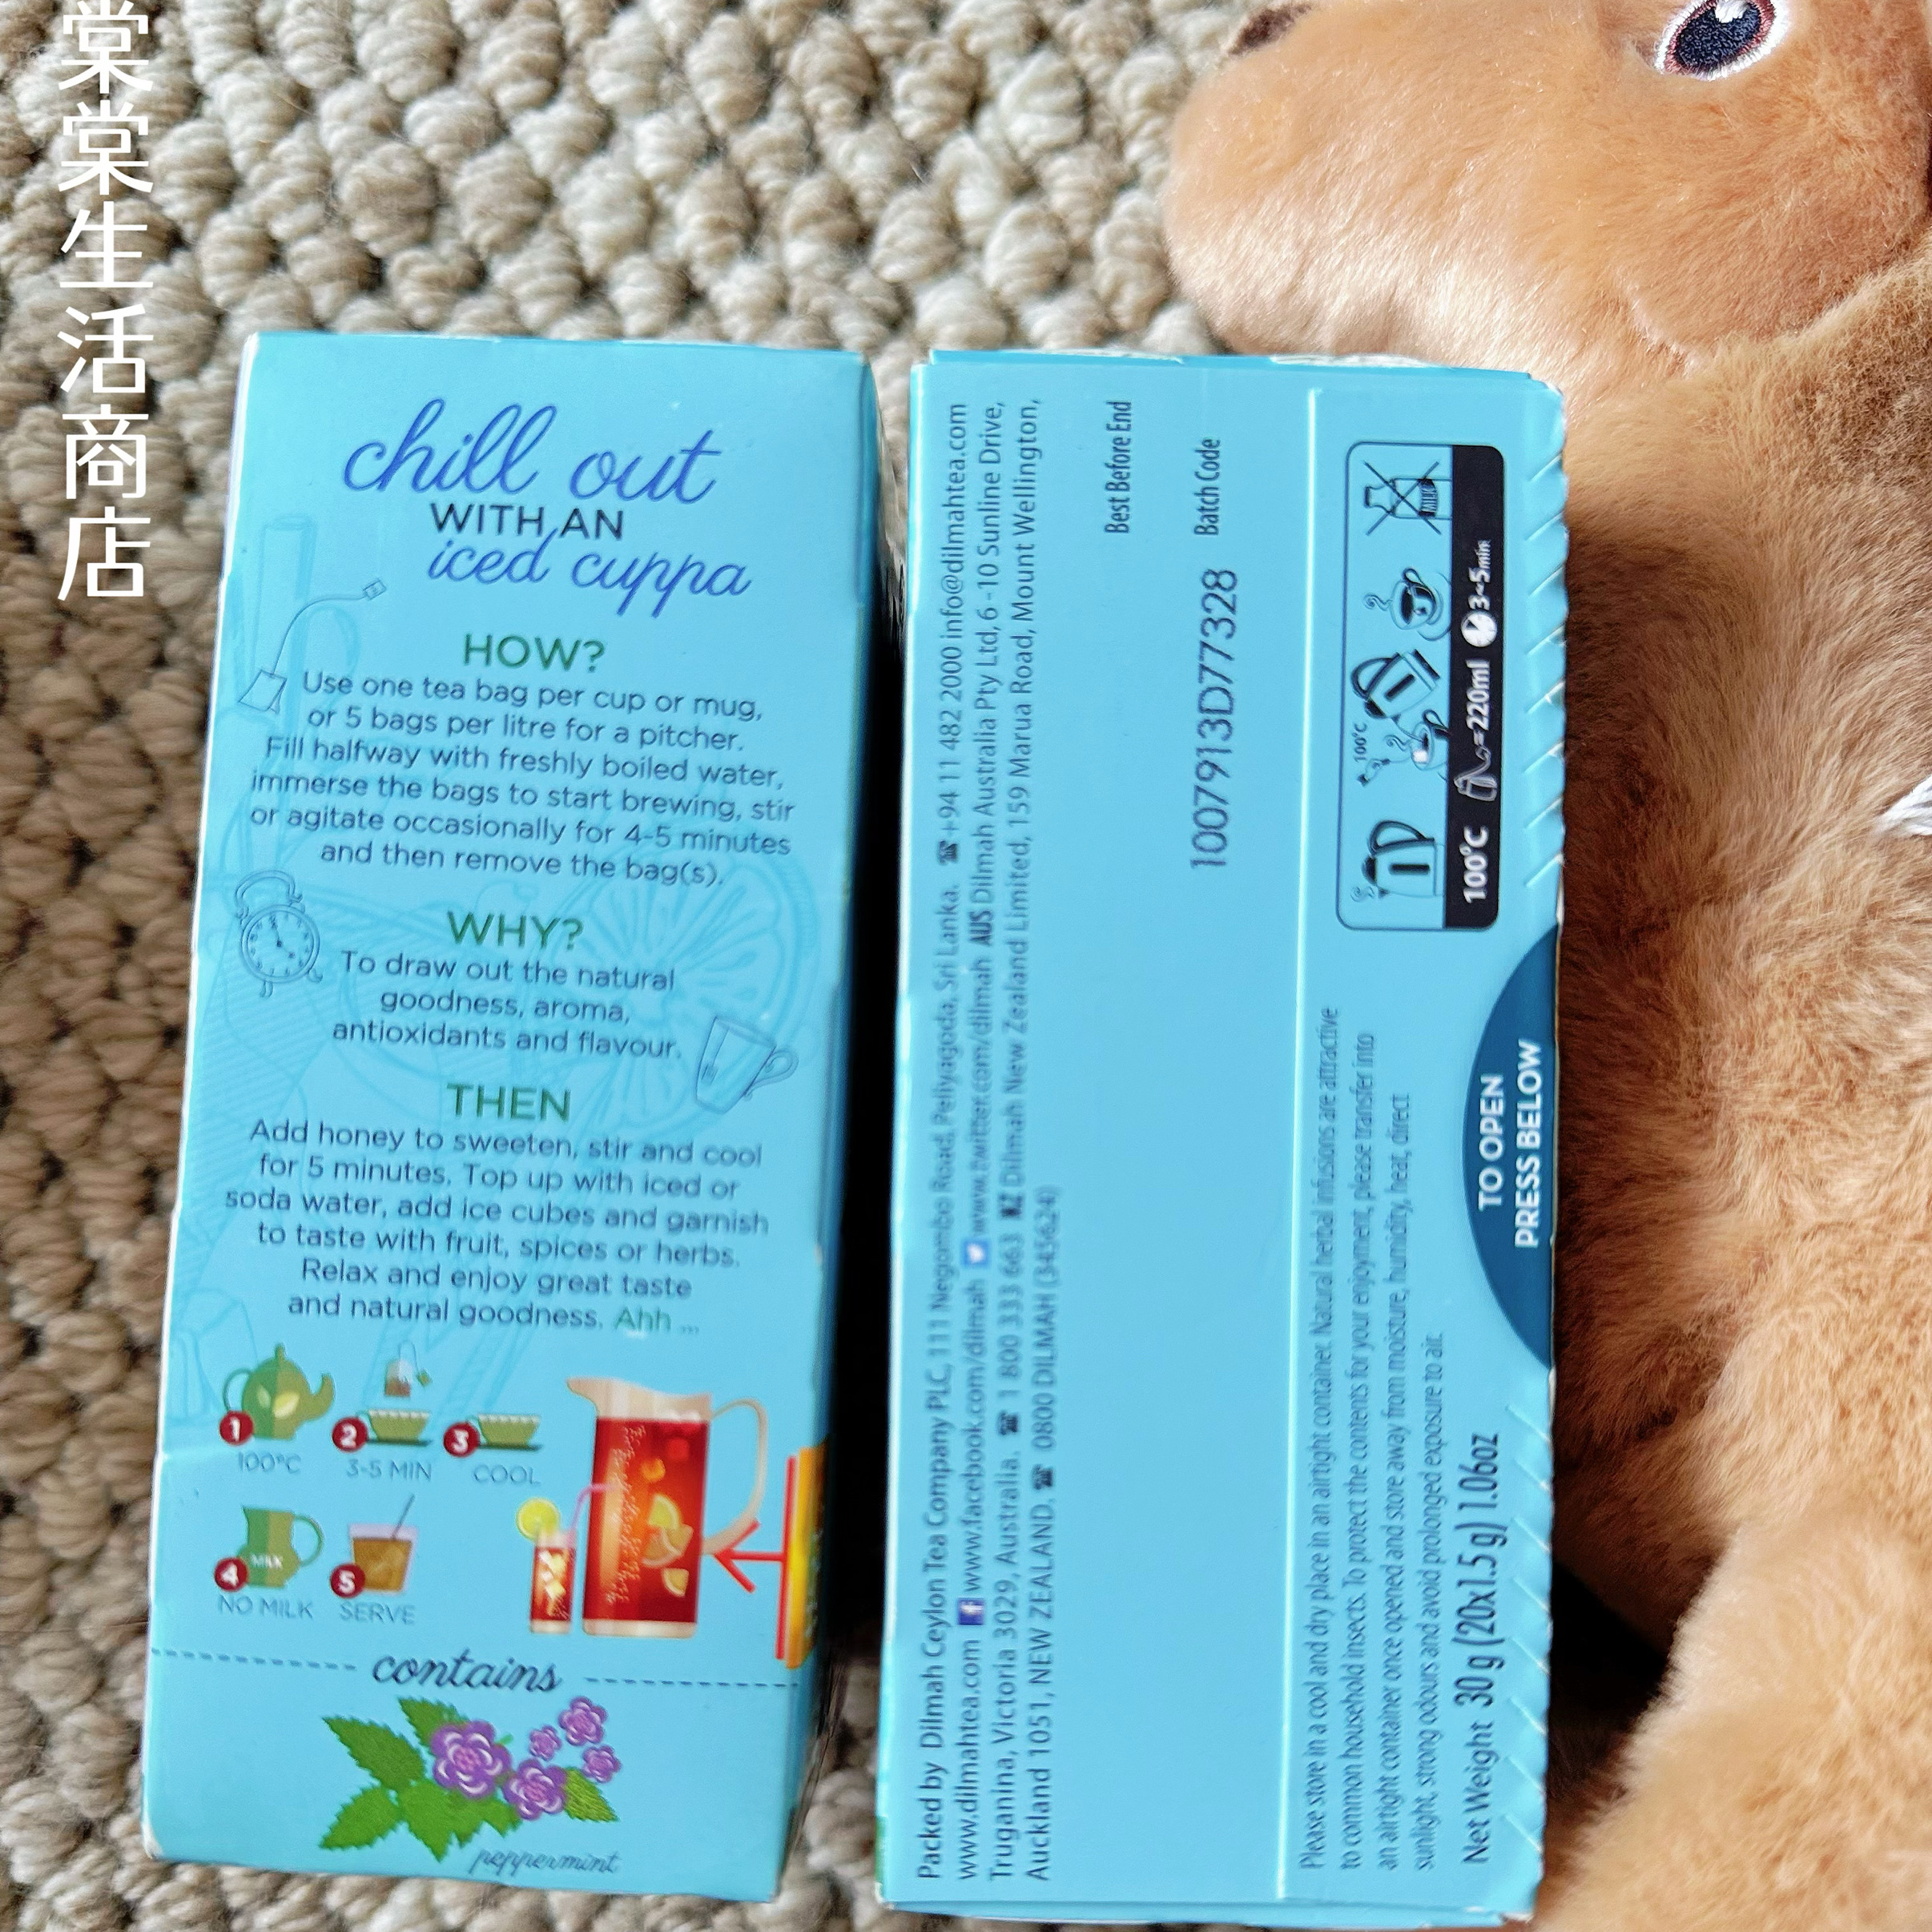 棠棠生活商店
chill out
WITH AN
iced cuppa
HOW?
Use one tea bag per cup or mug,
or 5 bags per litre for a pitcher.
Fill halfway with freshly boiled water,
immerse the bags to start brewing, stir
or agitate occasionally for 4-5 minutes
and then remove the bag(s).
WHY?
To draw out the natural
goodness, aroma,
antioxidants and flavour.
THEN
Add honey to sweeten, stir and cool
for 5 minutes. Top up with iced or
soda water, add ice cubes and garnish
to taste with fruit, spices or herbs.
Relax and enjoy great taste
and natural goodness. Ahh ...
1 2 3
100°C 3-5 MIN COOL
MILK
4 5
NO MILK SERVE
contains
peppermint
Packed by Dilmah Ceylon Tea Company PLC, 111 Negombo Road, Peliyagoda, Sri Lanka. ☎ +94 11 482 2000 info@dilmahtea.com
www.dilmahtea.com f www.facebook.com/dilmah www.twitter.com/dilmah AUS Dilmah Australia Pty Ltd, 6-10 Sunline Drive,
Truganina, Victoria 3029, Australia. ☎ 1 800 333 663 NZ Dilmah New Zealand Limited, 159 Marua Road, Mount Wellington,
Auckland 1051, NEW ZEALAND. ☎ 0800 DILMAH (345624)
Best Before End
Batch Code
1007913D77328
100°C
MILK
100°C =220ml 3~5min
Please store in a cool and dry place in an airtight container. Natural herbal infusions are attractive
to common household insects. To protect the contents for your enjoyment, please transfer into
an airtight container once opened and store away from moisture, humidity, heat, direct
sunlight, strong odours and avoid prolonged exposure to air.
Net Weight 30 g (20x1.5 g) 1.06oz
TO OPEN
PRESS BELOW